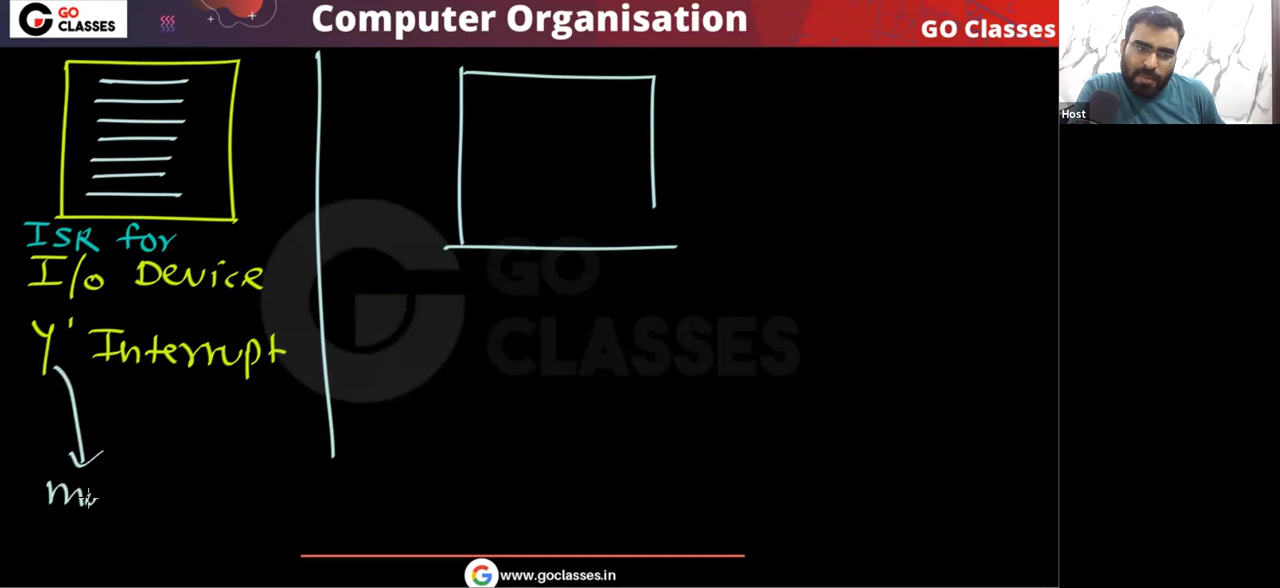 GO
CLASSES
Computer Organisation
GO Classes
Host
ISR for
I/o Device
Y' Interrupt
GO
CLASSES
www.goclasses.in